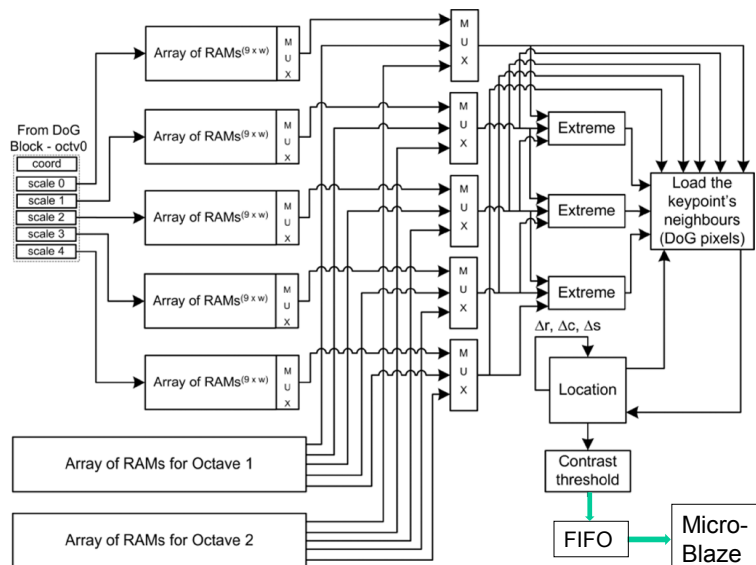 From DoG
Block - octv0
coord
scale 0
scale 1
scale 2
scale 3
scale 4
Array of RAMs(9 x w)
M
U
X
Array of RAMs(9 x w)
M
U
X
Array of RAMs(9 x w)
M
U
X
Array of RAMs(9 x w)
M
U
X
Array of RAMs(9 x w)
M
U
X
Array of RAMs for Octave 1
Array of RAMs for Octave 2
M
U
X
M
U
X
M
U
X
M
U
X
M
U
X
Extreme
Extreme
Extreme
Load the
keypoint's
neighbours
(DoG pixels)
Δr, Δc, Δs
Location
Contrast
threshold
FIFO
Micro-
Blaze